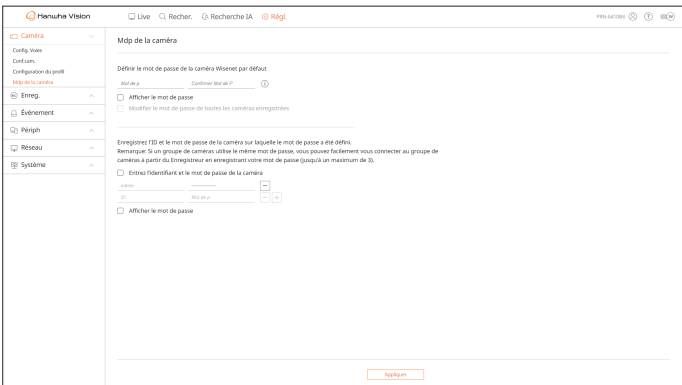 Hanwha Vision
Live
Recher.
Recherche IA
Régl.
PRN-6410B4
Caméra
Config. Voies
Conf.cam.
Configuration du profil
Mdp de la caméra
Enreg.
Événement
Périph
Réseau
Système
Mdp de la caméra
Définir le mot de passe de la caméra Wisenet par défaut
Mot de p. Confirmer Mot de P.
Afficher le mot de passe
Modifier le mot de passe de toutes les caméras enregistrées
Enregistrez l'ID et le mot de passe de la caméra sur laquelle le mot de passe a été défini.
Remarque: Si un groupe de caméras utilise le même mot de passe, vous pouvez facilement vous connecter au groupe de
caméras à partir du Enregistreur en enregistrant votre mot de passe (jusqu'à un maximum de 3).
Entrez l'identifiant et le mot de passe de la caméra
admin
ID Mot de p.
Afficher le mot de passe
Appliquer